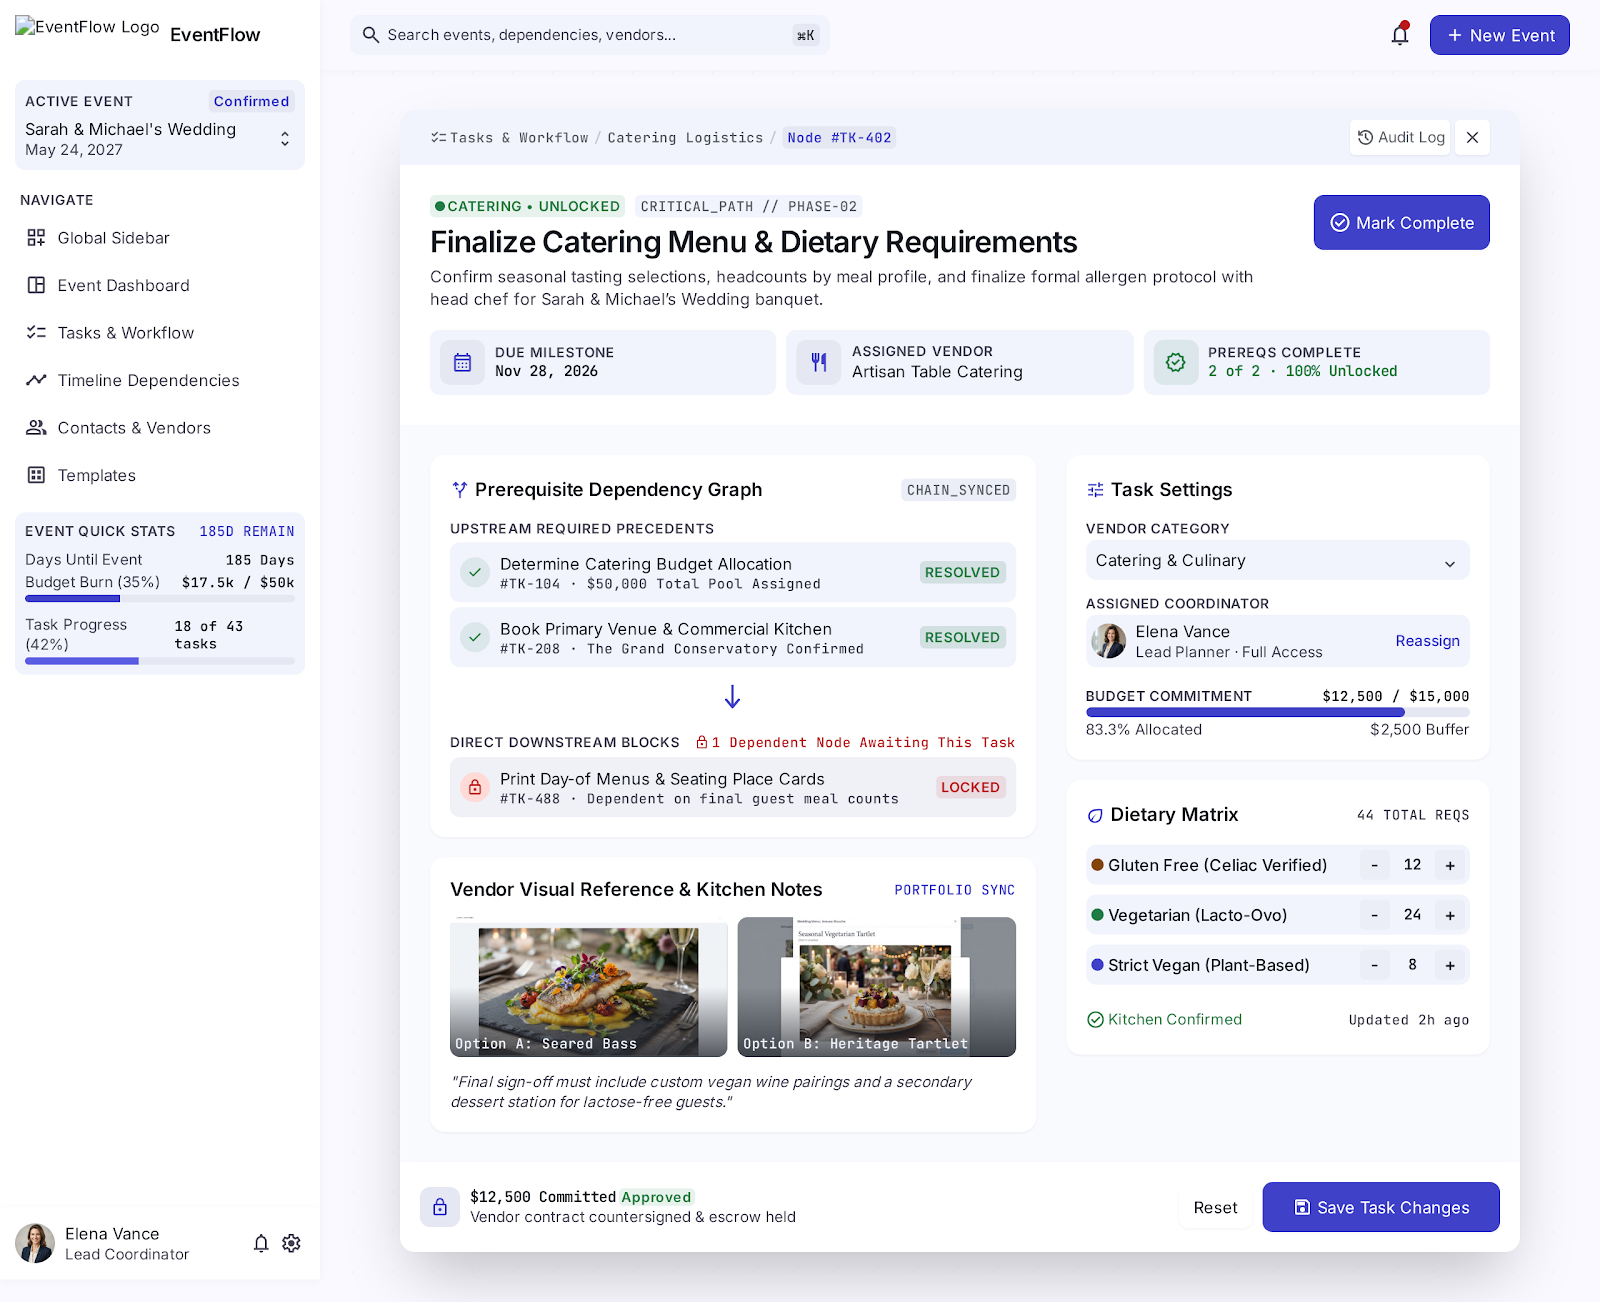 EventFlow Logo
EventFlow
Search events, dependencies, vendors...
⌘K
New Event
ACTIVE EVENT
Confirmed
Sarah & Michael's Wedding
May 24, 2027
NAVIGATE
Global Sidebar
Event Dashboard
Tasks & Workflow
Timeline Dependencies
Contacts & Vendors
Templates
EVENT QUICK STATS
185D REMAIN
Days Until Event
185 Days
Budget Burn (35%)
$17.5k / $50k
Task Progress
(42%)
18 of 43
tasks
Elena Vance
Lead Coordinator
Tasks & Workflow / Catering Logistics / Node #TK-402
Audit Log
CATERING • UNLOCKED
CRITICAL_PATH // PHASE-02
Finalize Catering Menu & Dietary Requirements
Confirm seasonal tasting selections, headcounts by meal profile, and finalize formal allergen protocol with
head chef for Sarah & Michael’s Wedding banquet.
Mark Complete
DUE MILESTONE
Nov 28, 2026
ASSIGNED VENDOR
Artisan Table Catering
PREREQS COMPLETE
2 of 2 · 100% Unlocked
Prerequisite Dependency Graph
CHAIN_SYNCED
UPSTREAM REQUIRED PRECEDENTS
Determine Catering Budget Allocation
#TK-104 · $50,000 Total Pool Assigned
RESOLVED
Book Primary Venue & Commercial Kitchen
#TK-208 · The Grand Conservatory Confirmed
RESOLVED
DIRECT DOWNSTREAM BLOCKS
1 Dependent Node Awaiting This Task
Print Day-of Menus & Seating Place Cards
#TK-488 · Dependent on final guest meal counts
LOCKED
Vendor Visual Reference & Kitchen Notes
PORTFOLIO SYNC
Option A: Seared Bass
Seasonal Vegetarian Tartlet
Option B: Heritage Tartlet
"Final sign-off must include custom vegan wine pairings and a secondary
dessert station for lactose-free guests."
Task Settings
VENDOR CATEGORY
Catering & Culinary
ASSIGNED COORDINATOR
Elena Vance
Lead Planner · Full Access
Reassign
BUDGET COMMITMENT
$12,500 / $15,000
83.3% Allocated
$2,500 Buffer
Dietary Matrix
44 TOTAL REQS
Gluten Free (Celiac Verified)
- 12 +
Vegetarian (Lacto-Ovo)
- 24 +
Strict Vegan (Plant-Based)
- 8 +
Kitchen Confirmed
Updated 2h ago
$12,500 Committed Approved
Vendor contract countersigned & escrow held
Reset
Save Task Changes